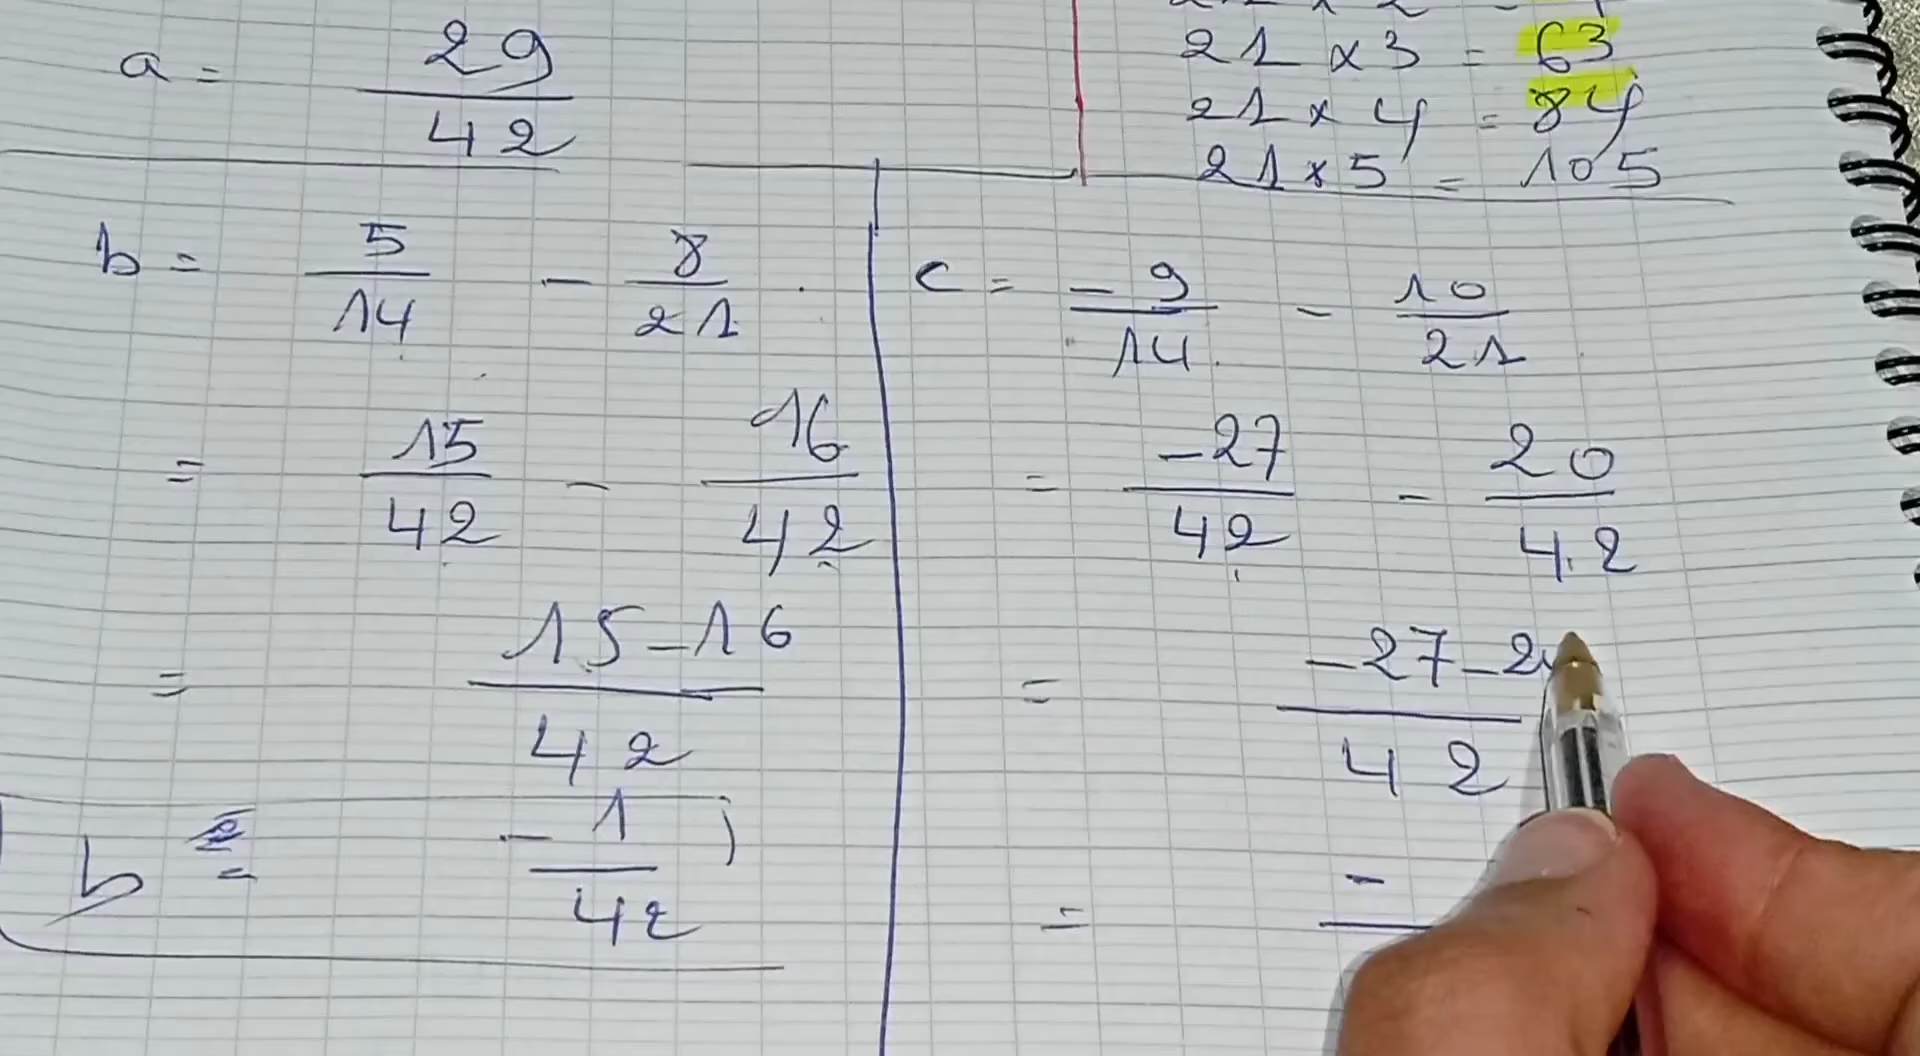 a = 29/42
21 x 3 = 63
21 x 4 = 84
21 x 5 = 105
b = 5/14 - 8/21
= 15/42 - 16/42
= 15-16/42
b = -1/42
c = -9/14 - 10/21
= -27/42 - 20/42
= -27-2/42
= -